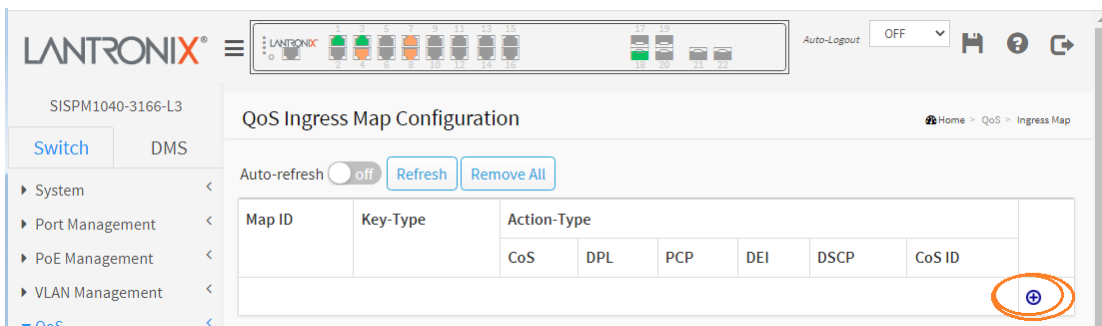 LANTRONIX®
LANTRONIX
1 3 5 7 9 11 13 15 17 19
2 4 6 8 10 12 14 16 18 20 21 22
Auto-Logout OFF
SISPM1040-3166-L3
Switch DMS
QoS Ingress Map Configuration
Home > QoS > Ingress Map
Auto-refresh off Refresh Remove All
System
Port Management
PoE Management
VLAN Management
QoS
Map ID Key-Type Action-Type
CoS DPL PCP DEI DSCP CoS ID